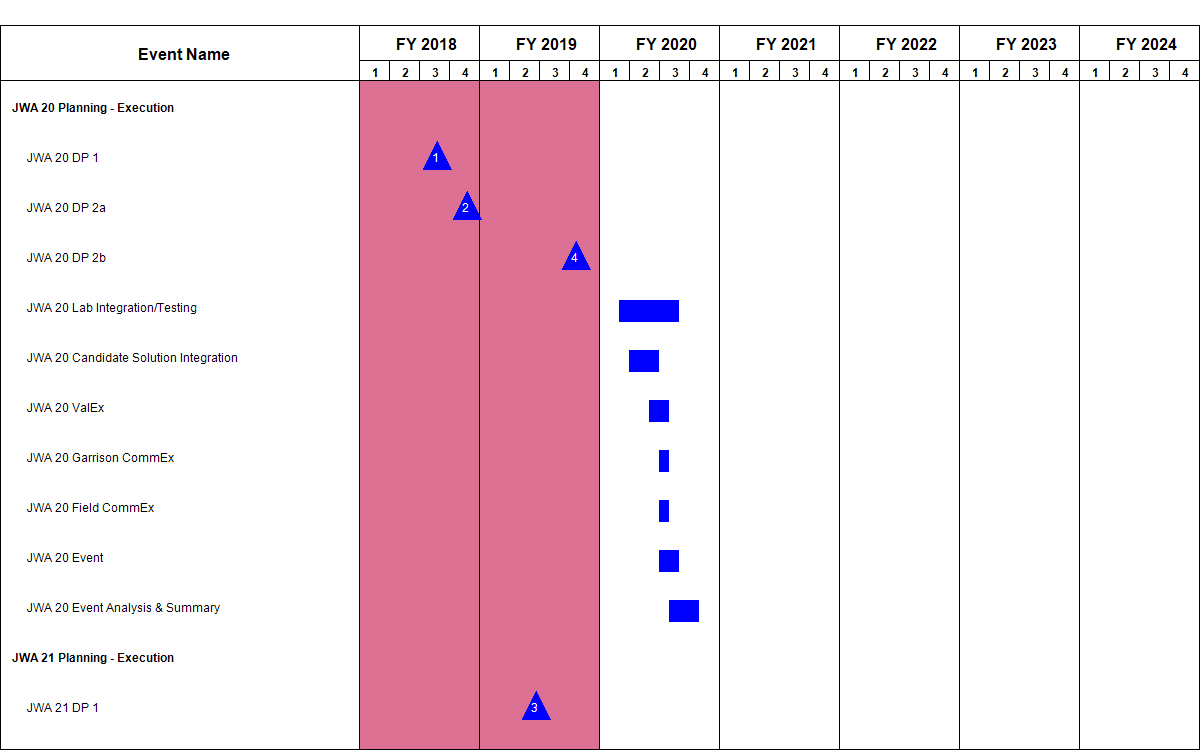 Event Name
FY 2018 FY 2019 FY 2020 FY 2021 FY 2022 FY 2023 FY 2024
1 2 3 4 1 2 3 4 1 2 3 4 1 2 3 4 1 2 3 4 1 2 3 4 1 2 3 4
JWA 20 Planning - Execution
JWA 20 DP 1 1
JWA 20 DP 2a 2
JWA 20 DP 2b 4
JWA 20 Lab Integration/Testing
JWA 20 Candidate Solution Integration
JWA 20 ValEx
JWA 20 Garrison CommEx
JWA 20 Field CommEx
JWA 20 Event
JWA 20 Event Analysis & Summary
JWA 21 Planning - Execution
JWA 21 DP 1 3